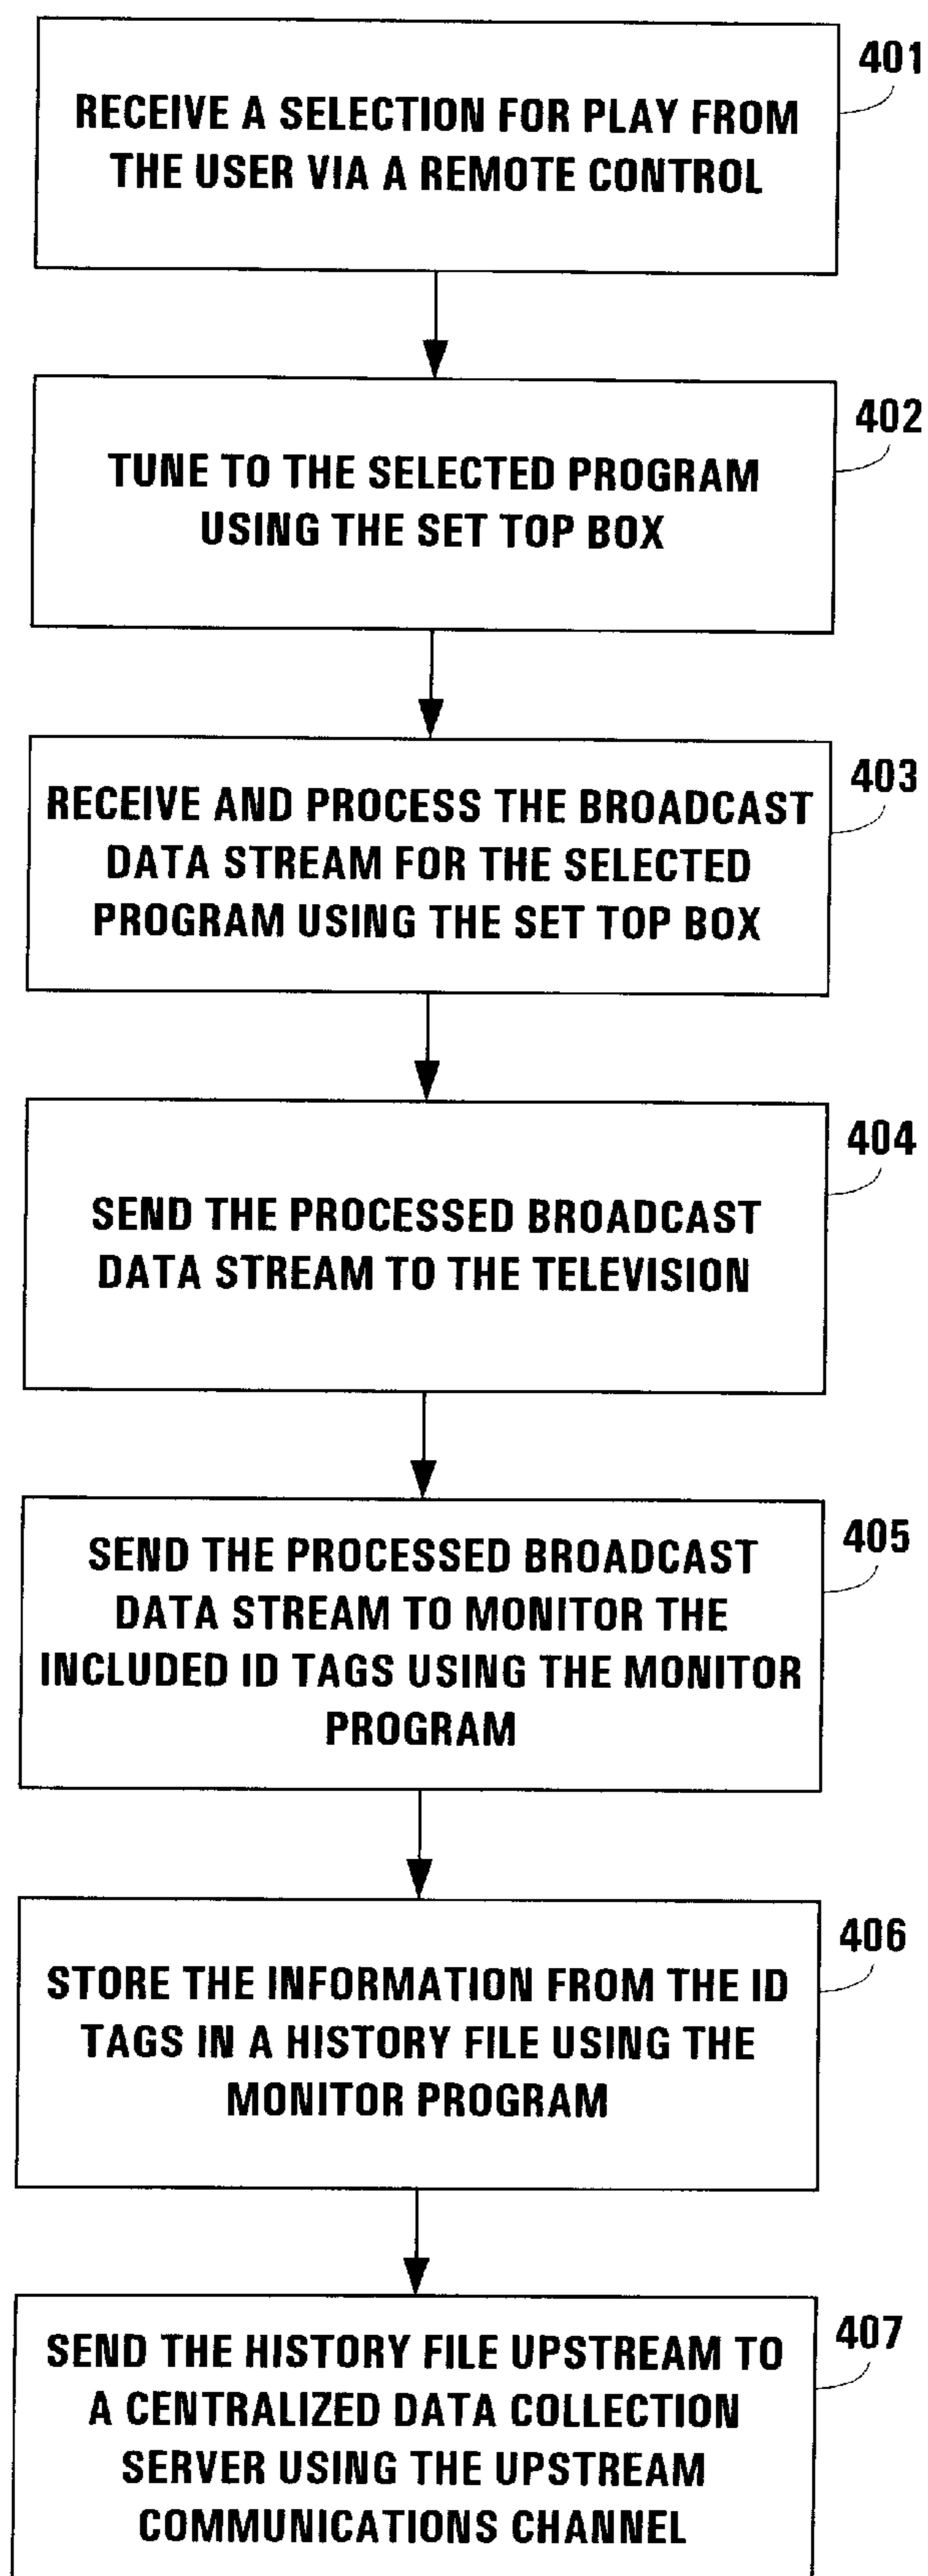 401
RECEIVE A SELECTION FOR PLAY FROM
THE USER VIA A REMOTE CONTROL
402
TUNE TO THE SELECTED PROGRAM
USING THE SET TOP BOX
403
RECEIVE AND PROCESS THE BROADCAST
DATA STREAM FOR THE SELECTED
PROGRAM USING THE SET TOP BOX
404
SEND THE PROCESSED BROADCAST
DATA STREAM TO THE TELEVISION
405
SEND THE PROCESSED BROADCAST
DATA STREAM TO MONITOR THE
INCLUDED ID TAGS USING THE MONITOR
PROGRAM
406
STORE THE INFORMATION FROM THE ID
TAGS IN A HISTORY FILE USING THE
MONITOR PROGRAM
407
SEND THE HISTORY FILE UPSTREAM TO
A CENTRALIZED DATA COLLECTION
SERVER USING THE UPSTREAM
COMMUNICATIONS CHANNEL